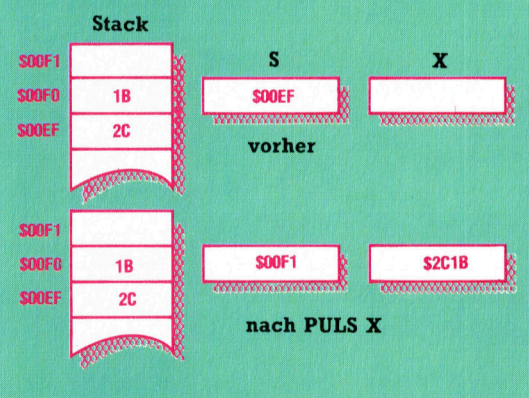 Stack
S
X
$00F1
$00F0 1B $00EF
$00EF 2C
vorher
$00F1
$00F0 1B $00F1 $2C1B
$00EF 2C
nach PULS X